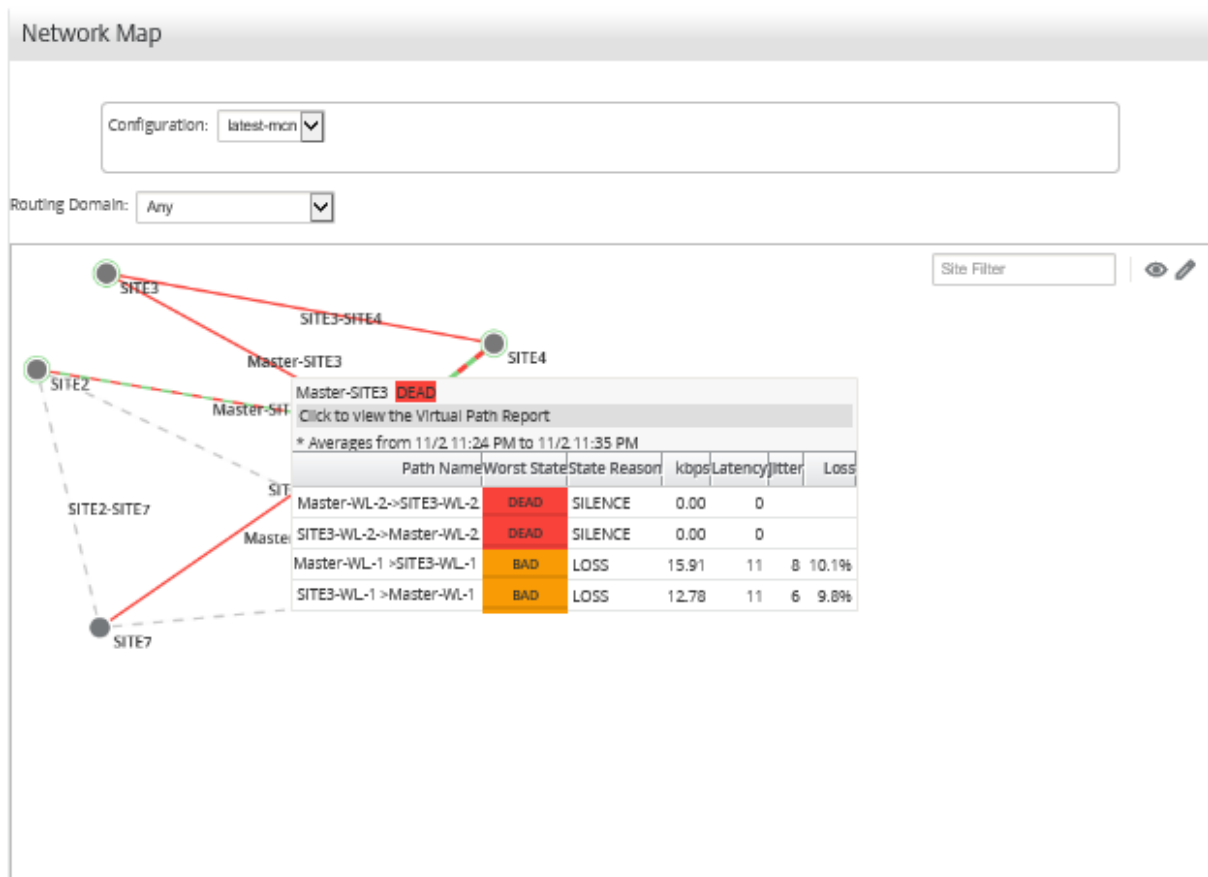 Network Map
Configuration: latest-mcn
Routing Domain: Any
Site Filter
SITE3
SITE3-SITE4
SITE4
Master-SITE3
SITE2
Master-SIT
Master-SITE3 DEAD
Click to view the Virtual Path Report
* Averages from 11/2 11:24 PM to 11/2 11:35 PM
Path Name Worst State State Reason kbps Latency Jitter Loss
SIT
Master-WL-2->SITE3-WL-2 DEAD SILENCE 0.00 0
SITE2-SITE7
Maste
SITE3-WL-2->Master-WL-2 DEAD SILENCE 0.00 0
Master-WL-1 >SITE3-WL-1 BAD LOSS 15.91 11 8 10.1%
SITE3-WL-1 >Master-WL-1 BAD LOSS 12.78 11 6 9.8%
SITE7